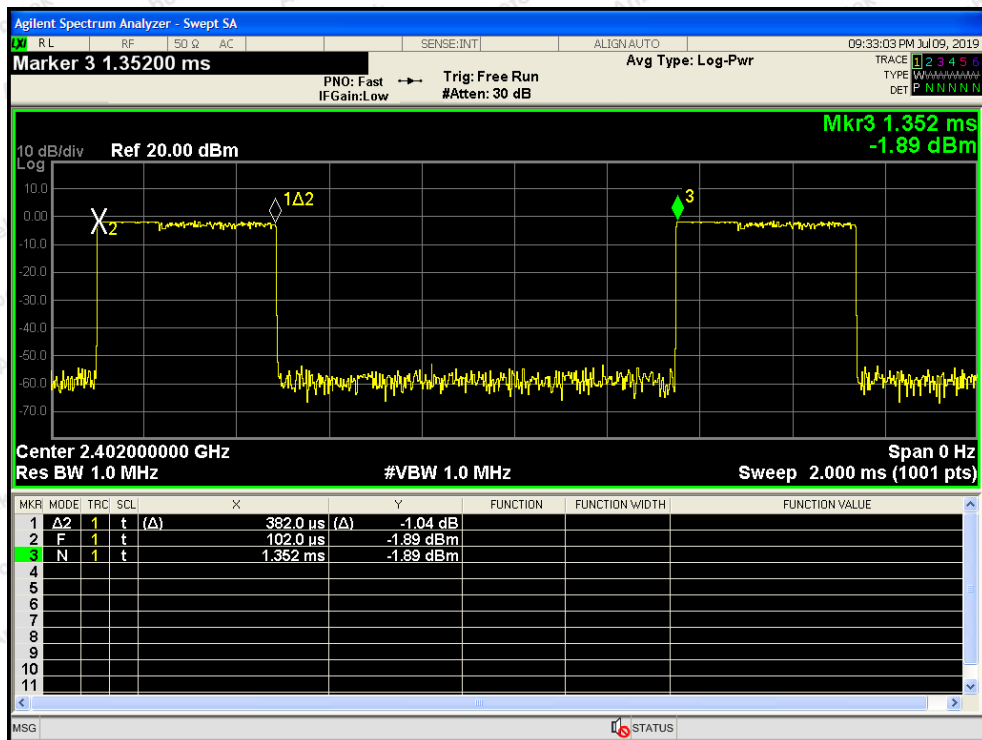 Agilent Spectrum Analyzer - Swept SA
LXI RL RF 50 Ω AC SENSE:INT ALIGNAUTO 09:33:03 PM Jul 09, 2019
Marker 3 1.35200 ms
PNO: Fast
IFGain:Low
Trig: Free Run
#Atten: 30 dB
Avg Type: Log-Pwr
TRACE 1 2 3 4 5 6
TYPE
DET P N N N N N
Mkr3 1.352 ms
-1.89 dBm
10 dB/div Ref 20.00 dBm
Log
10.0
0.00
-10.0
-20.0
-30.0
-40.0
-50.0
-60.0
-70.0
2
1Δ2
3
Center 2.402000000 GHz Span 0 Hz
Res BW 1.0 MHz #VBW 1.0 MHz Sweep 2.000 ms (1001 pts)
MKR MODE TRC SCL X Y FUNCTION FUNCTION WIDTH FUNCTION VALUE
1 Δ2 1 t (Δ) 382.0 µs (Δ) -1.04 dB
2 F 1 t 102.0 µs -1.89 dBm
3 N 1 t 1.352 ms -1.89 dBm
4
5
6
7
8
9
10
11
MSG STATUS